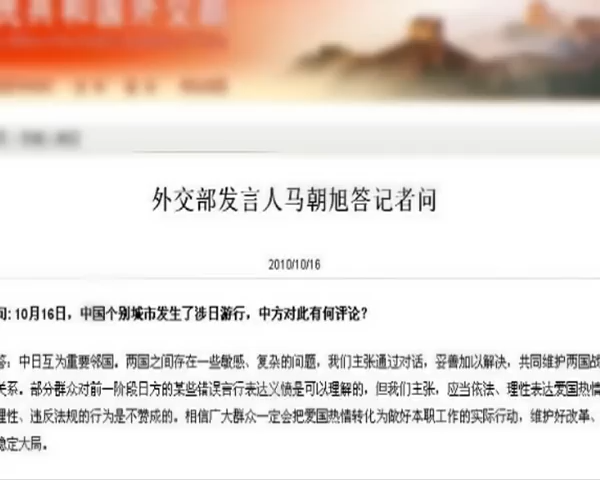 外交部发言人马朝旭答记者问
2010/10/16
问: 10月16日，中国个别城市发生了涉日游行，中方对此有何评论？
答：中日互为重要邻国。两国之间存在一些敏感、复杂的问题，我们主张通过对话，妥善加以解决，共同维护两国战
关系。部分群众对前一阶段日方的某些错误言行表达义愤是可以理解的，但我们主张，应当依法、理性表达爱国热情
理性、违反法规的行为是不赞成的。相信广大群众一定会把爱国热情转化为做好本职工作的实际行动，维护好改革、
稳定大局。